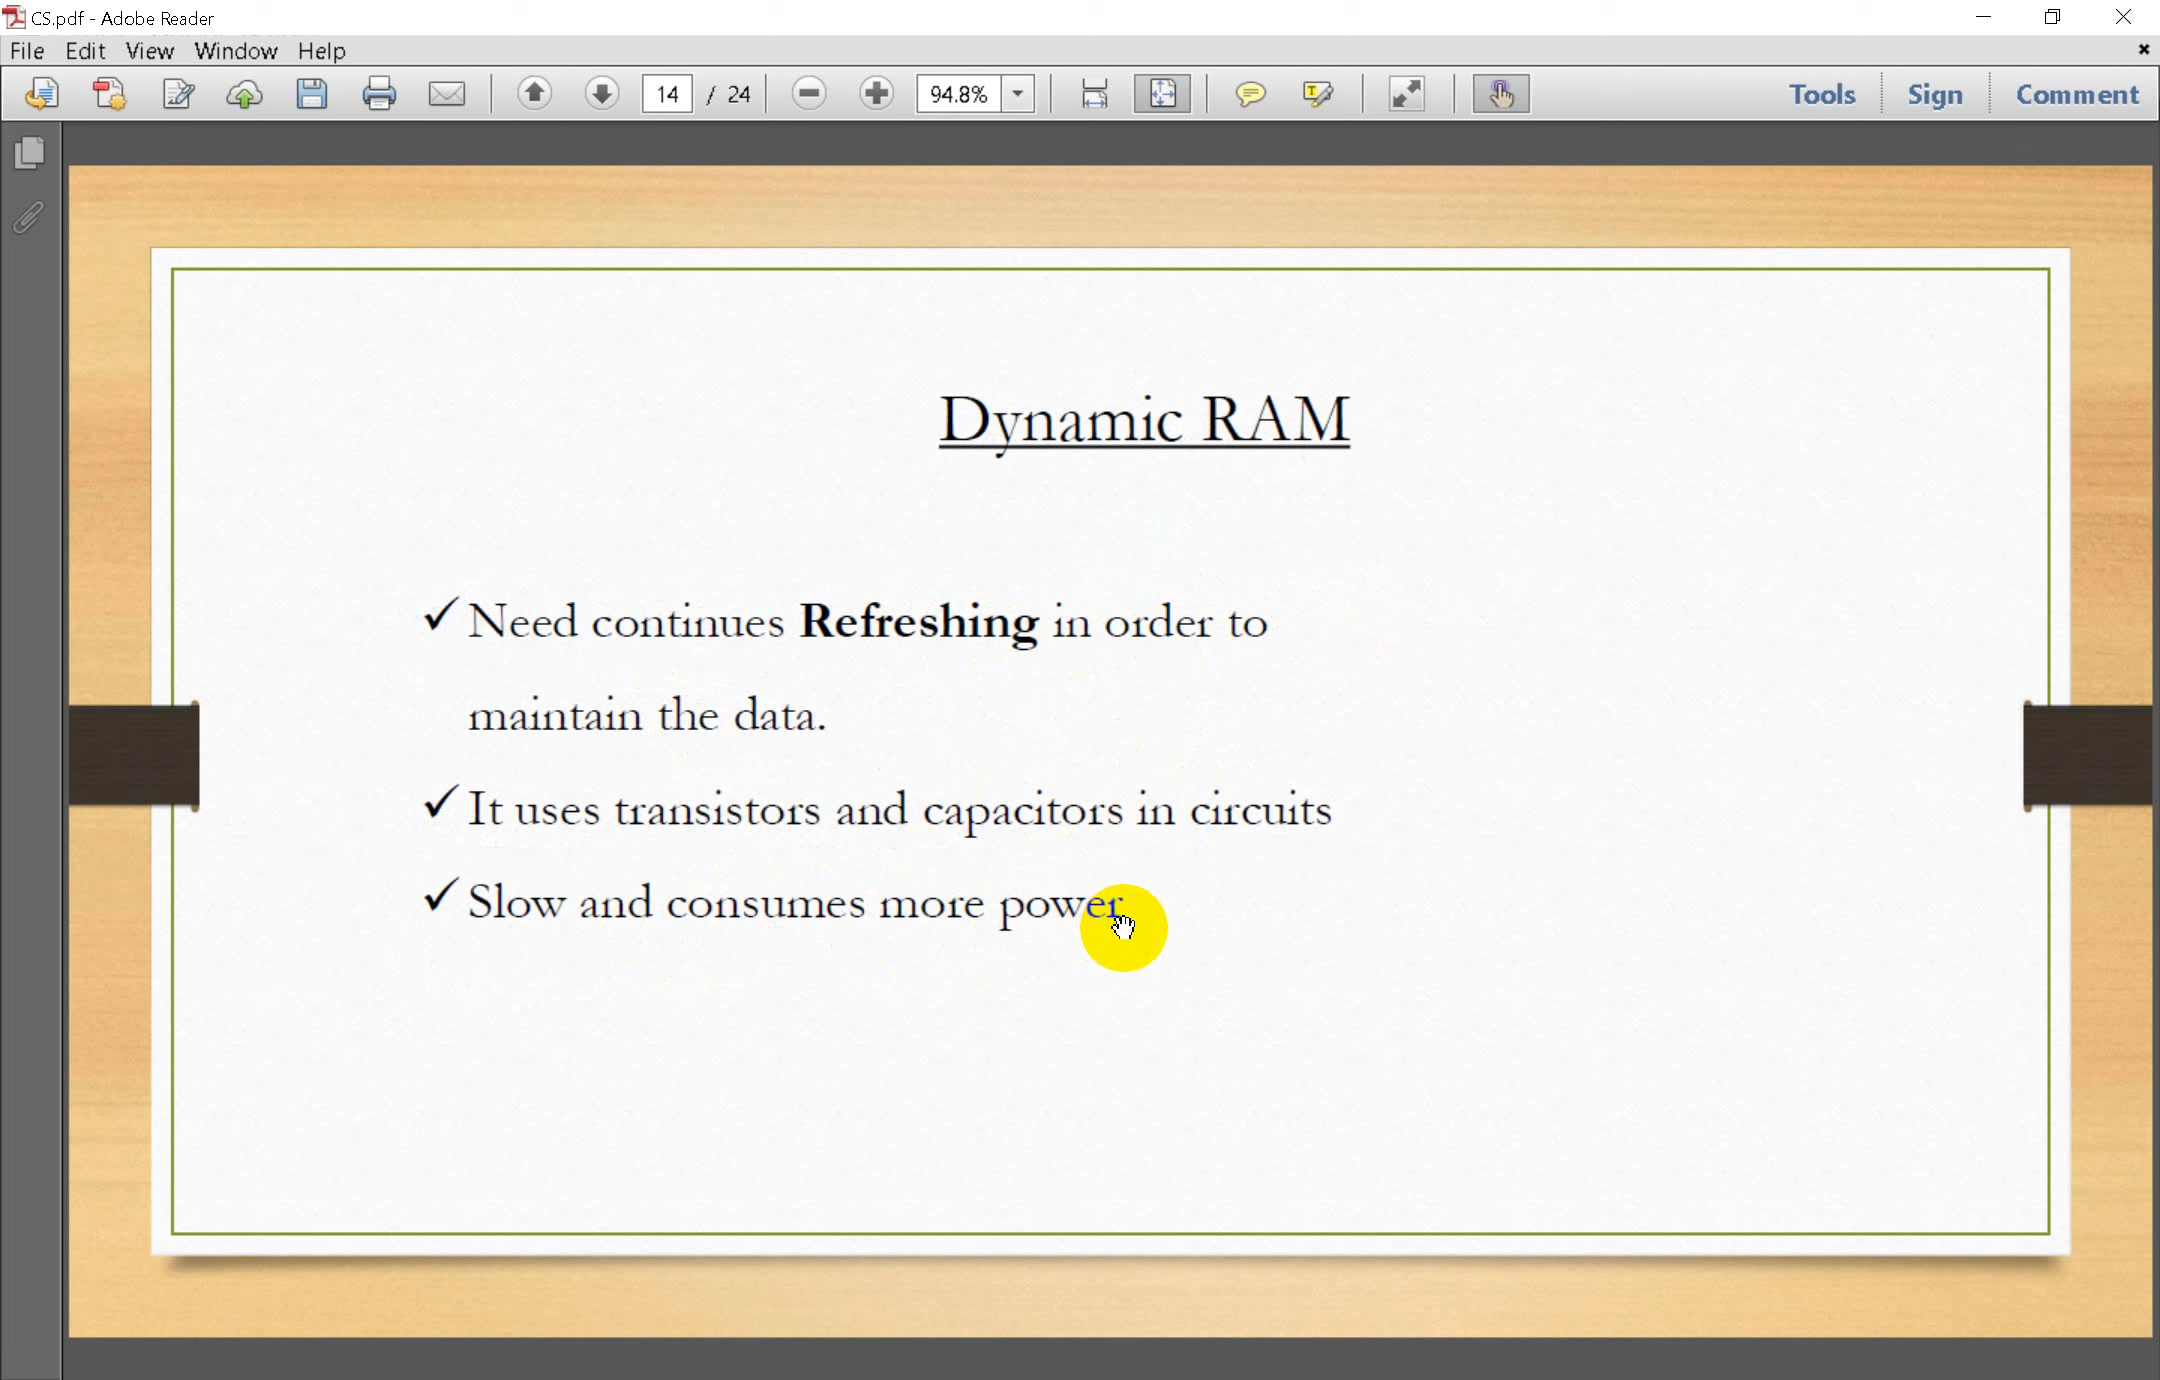 CS.pdf - Adobe Reader
File Edit View Window Help
14 / 24 94.8% Tools Sign Comment
Dynamic RAM
✓ Need continues Refreshing in order to
maintain the data.
✓ It uses transistors and capacitors in circuits
✓ Slow and consumes more power